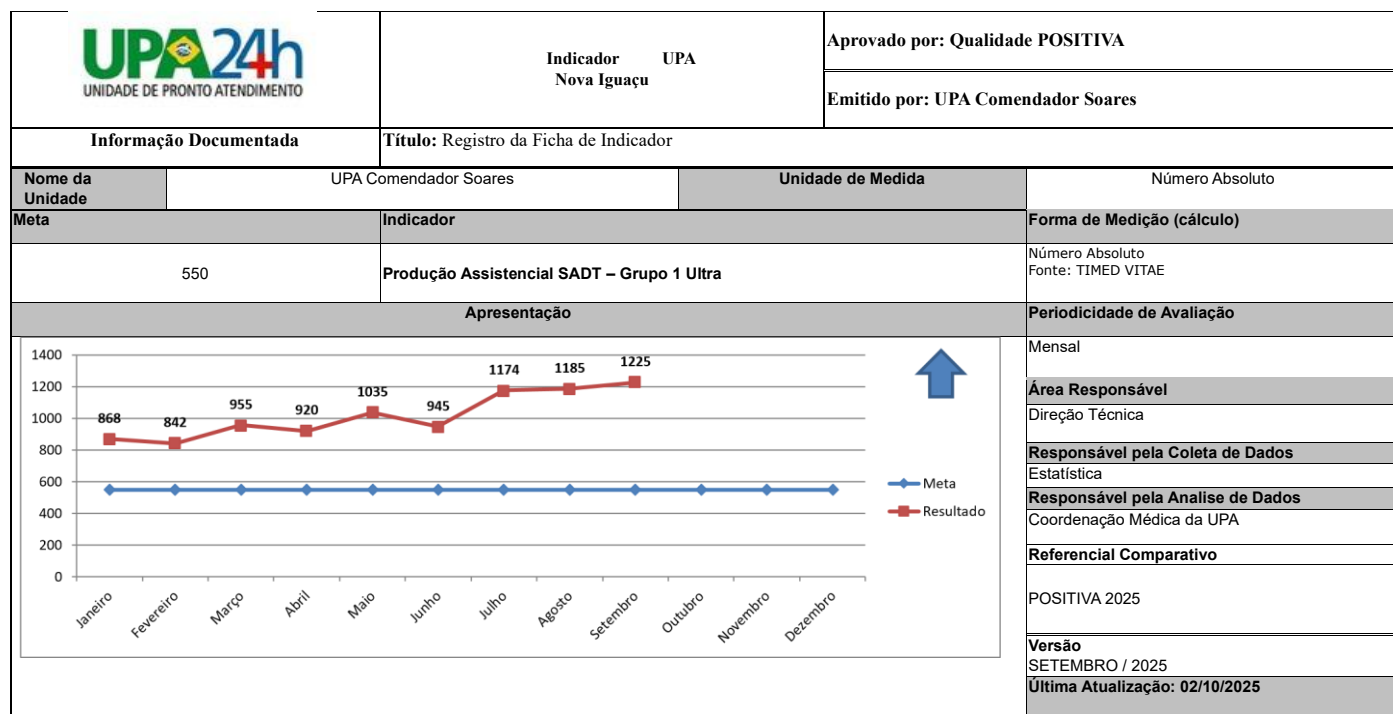 UPA24h
UNIDADE DE PRONTO ATENDIMENTO
Indicador UPA
Nova Iguaçu
Aprovado por: Qualidade POSITIVA
Emitido por: UPA Comendador Soares
Informação Documentada
Título: Registro da Ficha de Indicador
Nome da
Unidade
UPA Comendador Soares
Unidade de Medida
Número Absoluto
Meta
Indicador
Forma de Medição (cálculo)
550
Produção Assistencial SADT – Grupo 1 Ultra
Número Absoluto
Fonte: TIMED VITAE
Apresentação
Periodicidade de Avaliação
1400
1200
1000
800
600
400
200
0
868
842
955
920
1035
945
1174
1185
1225
Janeiro
Fevereiro
Março
Abril
Maio
Junho
Julho
Agosto
Setembro
Outubro
Novembro
Dezembro
Meta
Resultado
Mensal
Área Responsável
Direção Técnica
Responsável pela Coleta de Dados
Estatística
Responsável pela Analise de Dados
Coordenação Médica da UPA
Referencial Comparativo
POSITIVA 2025
Versão
SETEMBRO / 2025
Última Atualização: 02/10/2025